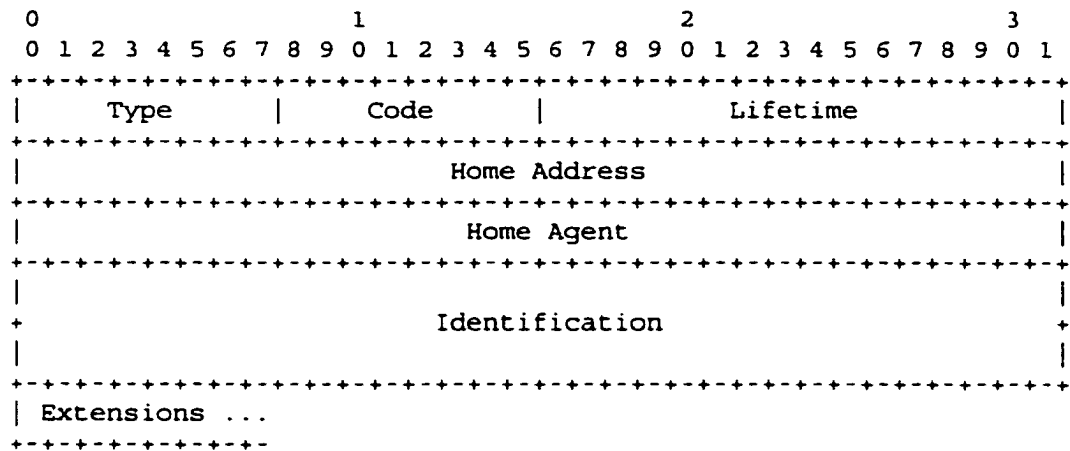 0                   1                   2                   3
 0 1 2 3 4 5 6 7 8 9 0 1 2 3 4 5 6 7 8 9 0 1 2 3 4 5 6 7 8 9 0 1
+-+-+-+-+-+-+-+-+-+-+-+-+-+-+-+-+-+-+-+-+-+-+-+-+-+-+-+-+-+-+-+-+
|     Type      |     Code      |           Lifetime            |
+-+-+-+-+-+-+-+-+-+-+-+-+-+-+-+-+-+-+-+-+-+-+-+-+-+-+-+-+-+-+-+-+
|                          Home Address                         |
+-+-+-+-+-+-+-+-+-+-+-+-+-+-+-+-+-+-+-+-+-+-+-+-+-+-+-+-+-+-+-+-+
|                           Home Agent                          |
+-+-+-+-+-+-+-+-+-+-+-+-+-+-+-+-+-+-+-+-+-+-+-+-+-+-+-+-+-+-+-+-+
|                                                               |
+                         Identification                        +
|                                                               |
+-+-+-+-+-+-+-+-+-+-+-+-+-+-+-+-+-+-+-+-+-+-+-+-+-+-+-+-+-+-+-+-+
| Extensions ...
+-+-+-+-+-+-+-+-